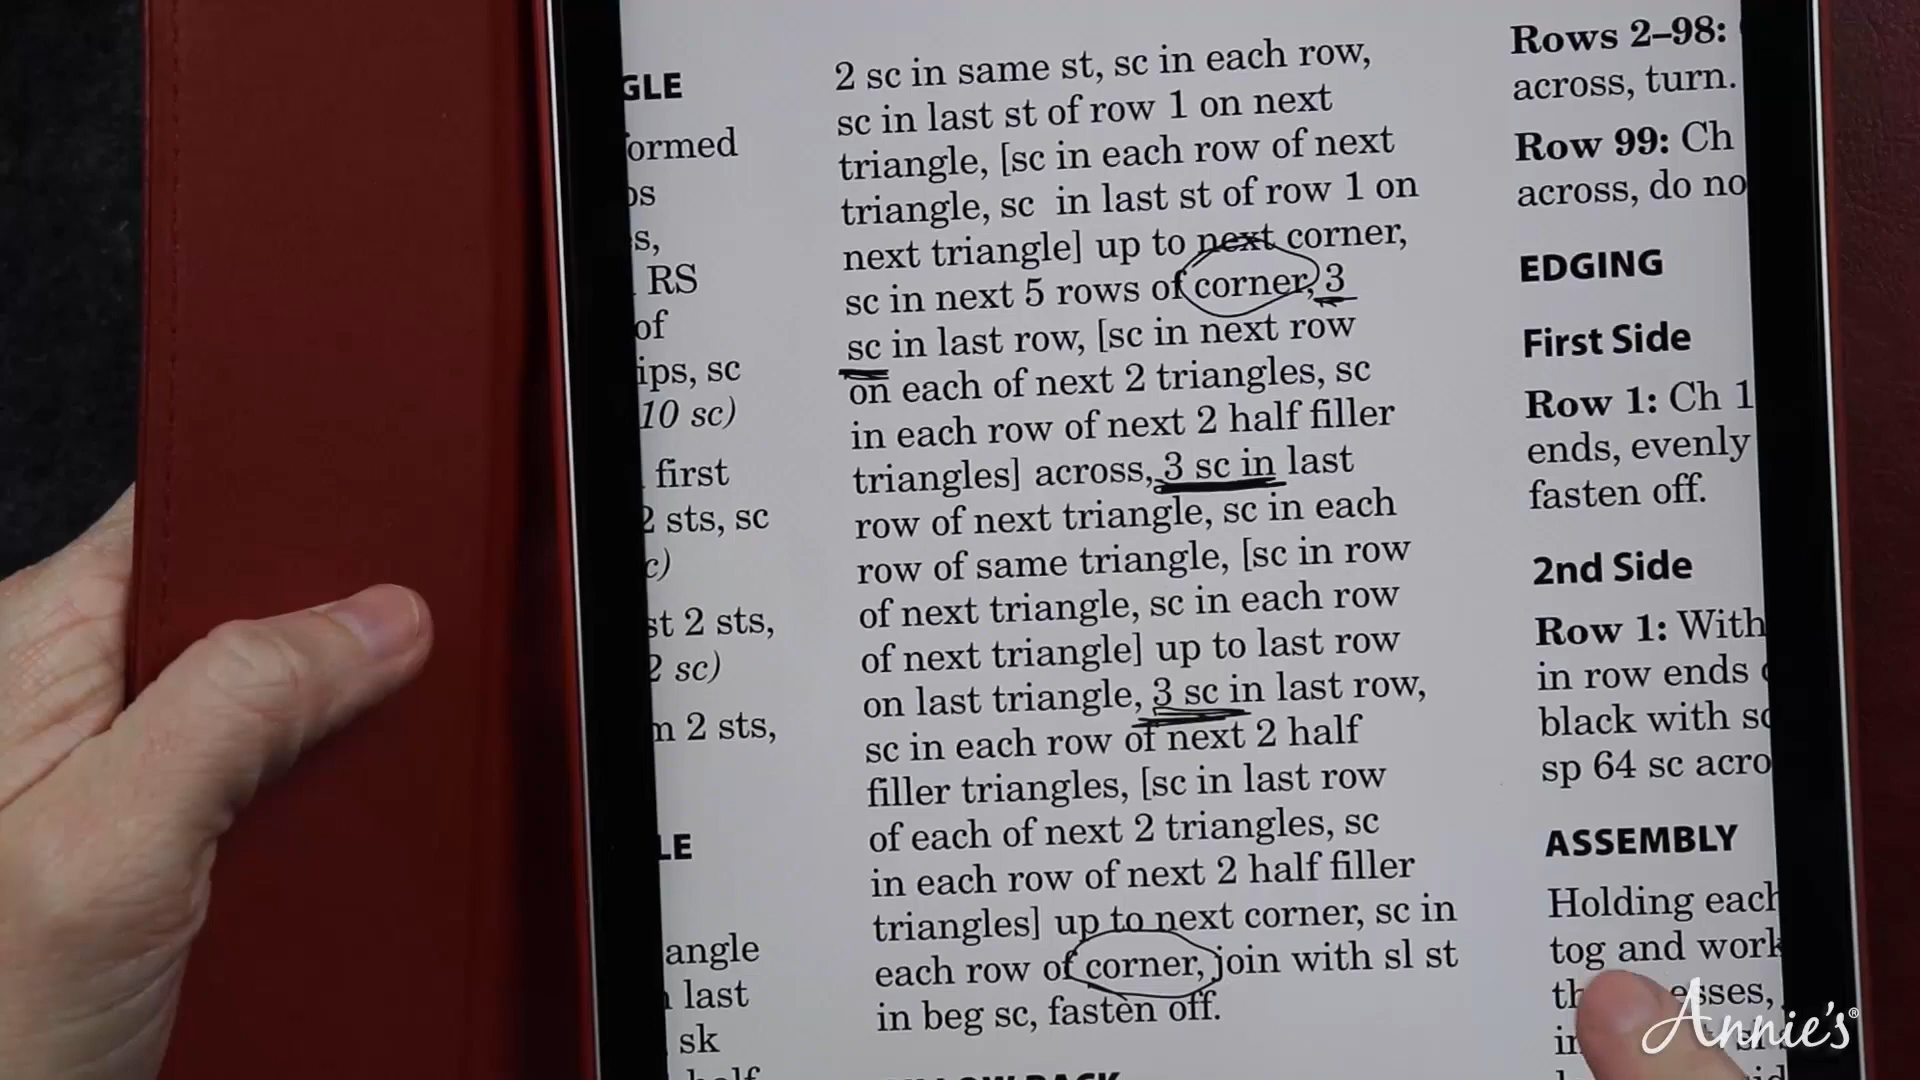 GLE
ormed
os
s,
RS
of
ips, sc
10 sc)
first
2 sts, sc
c)
st 2 sts,
2 sc)
m 2 sts,
LE
angle
last
sk
half
2 sc in same st, sc in each row,
sc in last st of row 1 on next
triangle, [sc in each row of next
triangle, sc in last st of row 1 on
next triangle] up to next corner,
sc in next 5 rows of corner, 3
sc in last row, [sc in next row
on each of next 2 triangles, sc
in each row of next 2 half filler
triangles] across, 3 sc in last
row of next triangle, sc in each
row of same triangle, [sc in row
of next triangle, sc in each row
of next triangle] up to last row
on last triangle, 3 sc in last row,
sc in each row of next 2 half
filler triangles, [sc in last row
of each of next 2 triangles, sc
in each row of next 2 half filler
triangles] up to next corner, sc in
each row of corner, join with sl st
in beg sc, fasten off.
Rows 2–98:
across, turn.
Row 99: Ch
across, do no
EDGING
First Side
Row 1: Ch 1
ends, evenly
fasten off.
2nd Side
Row 1: With
in row ends
black with sc
sp 64 sc acro
ASSEMBLY
Holding each
tog and work
Annie's®